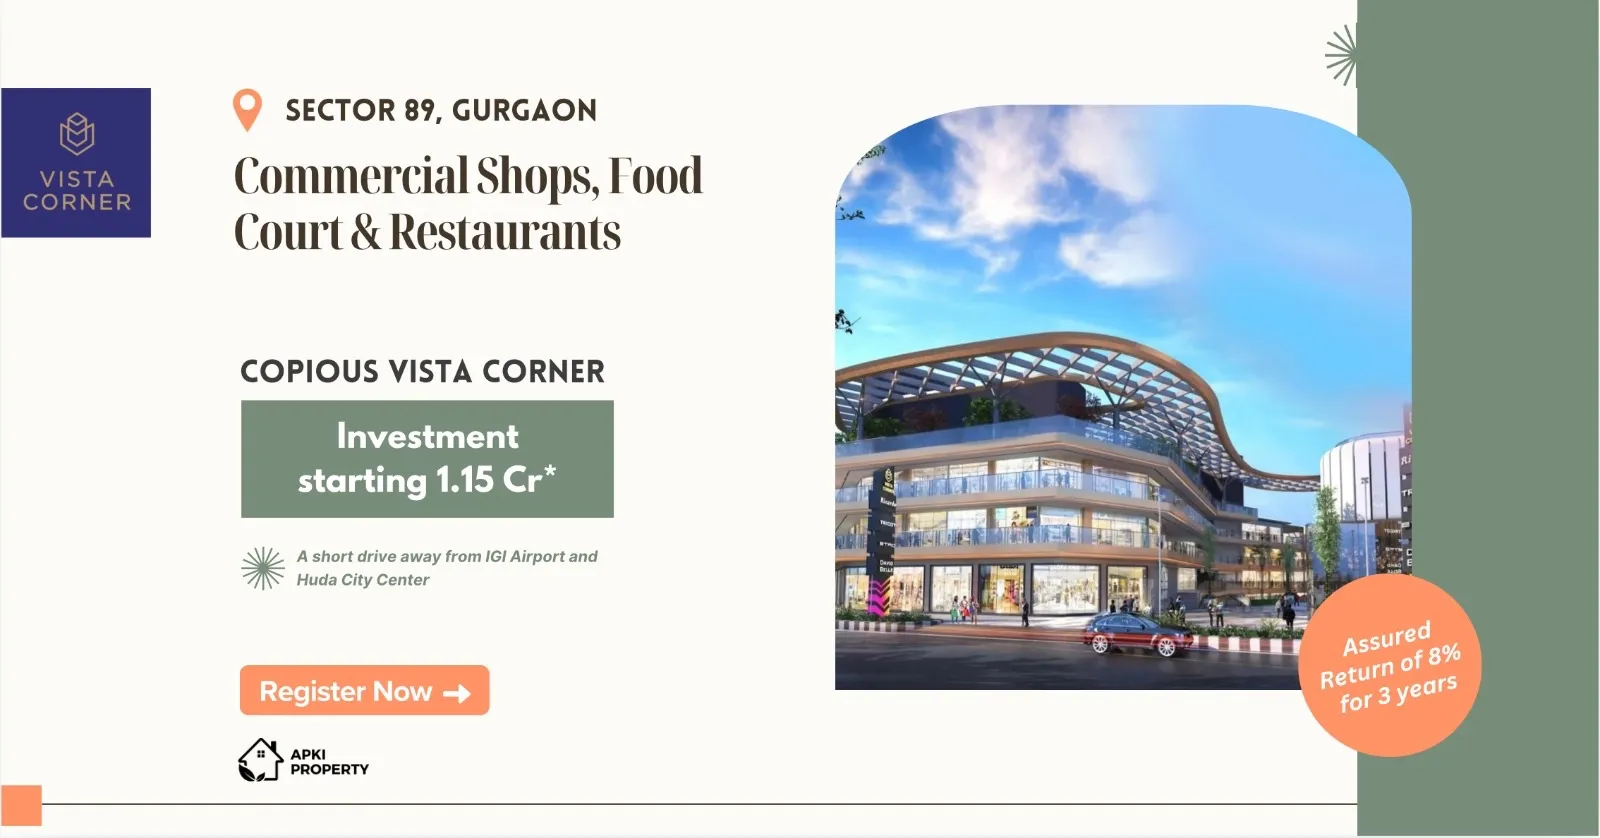 VISTA
CORNER
SECTOR 89, GURGAON
Commercial Shops, Food
Court & Restaurants
COPIOUS VISTA CORNER
Investment
starting 1.15 Cr*
A short drive away from IGI Airport and
Huda City Center
Register Now
APKI
PROPERTY
Assured
Return of 8%
for 3 years